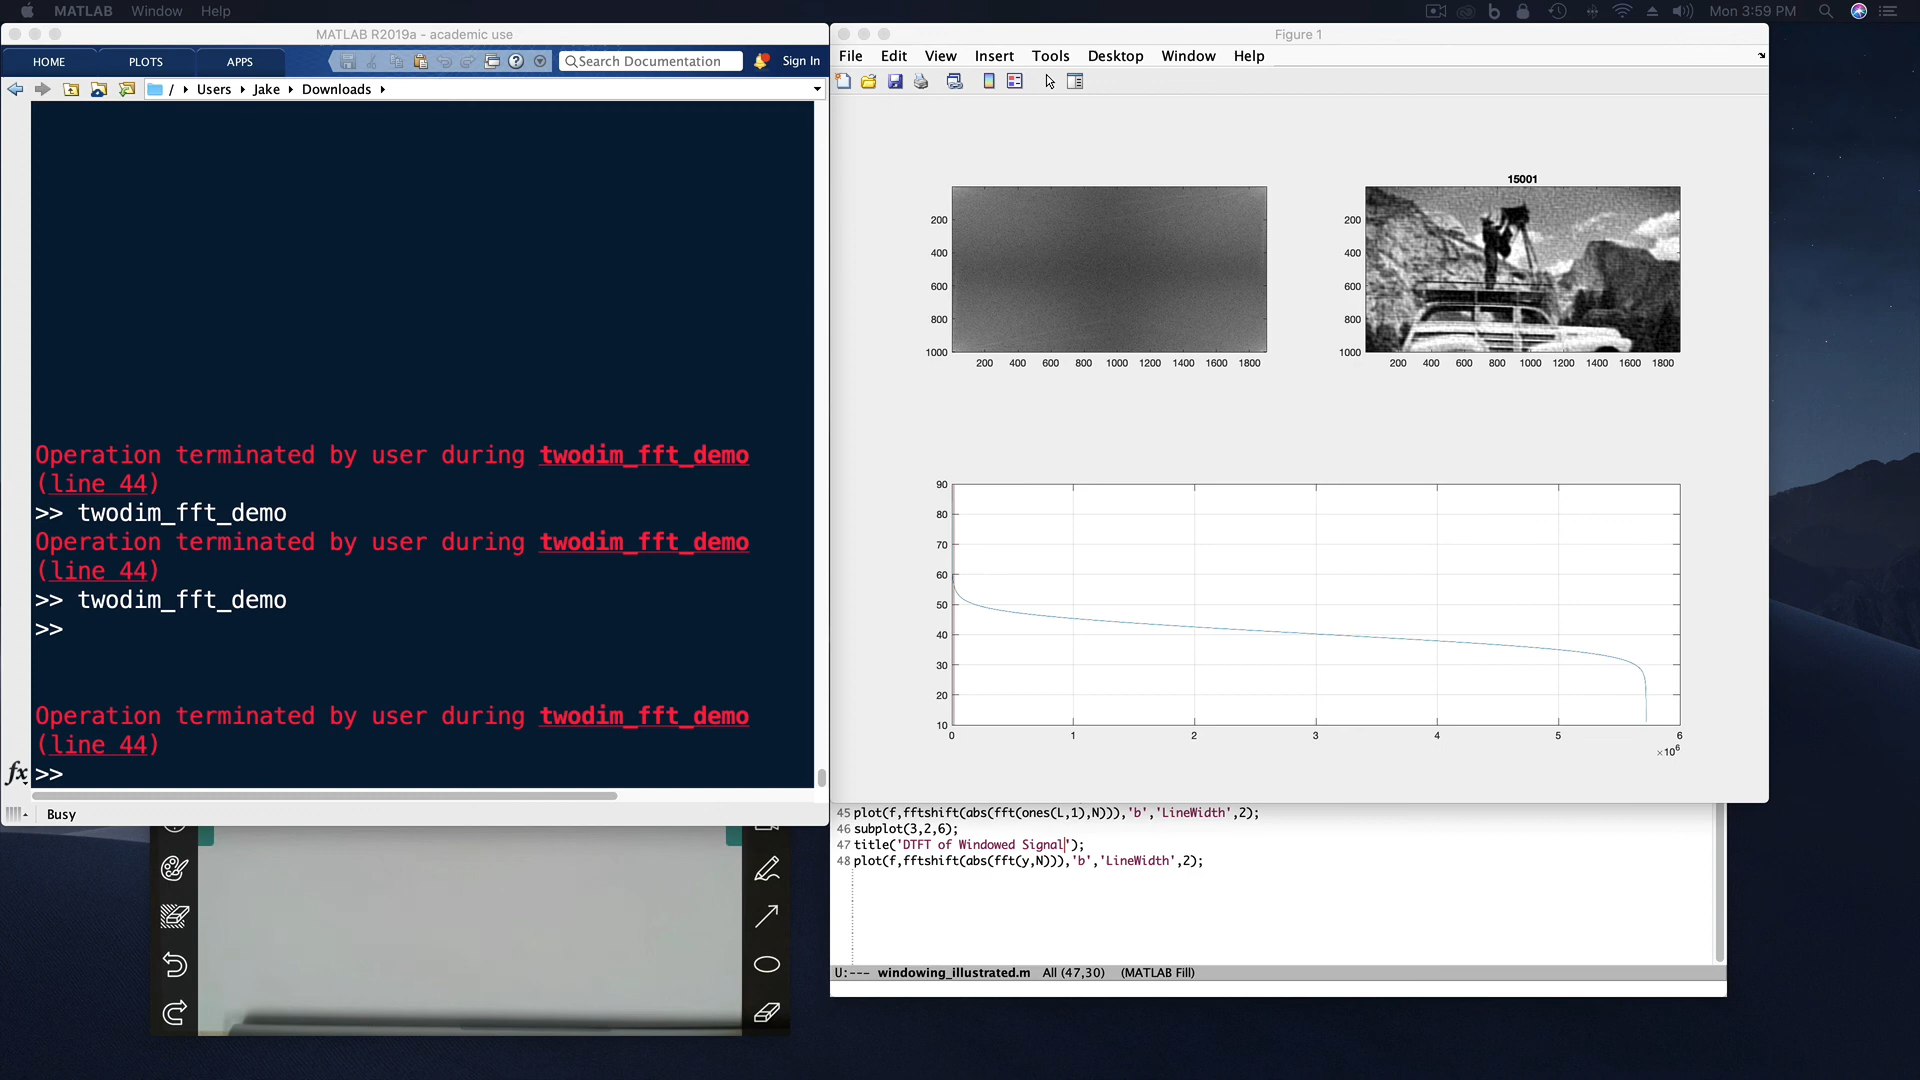 MATLAB Window Help
Mon 3:59 PM
MATLAB R2019a - academic use
HOME PLOTS APPS
Search Documentation
Sign In
/ Users Jake Downloads
Operation terminated by user during twodim_fft_demo
(line 44)
>> twodim_fft_demo
Operation terminated by user during twodim_fft_demo
(line 44)
>> twodim_fft_demo
>>
Operation terminated by user during twodim_fft_demo
(line 44)
fx >>
Busy
Figure 1
File Edit View Insert Tools Desktop Window Help
200
400
600
800
1000
200 400 600 800 1000 1200 1400 1600 1800
15001
200
400
600
800
1000
200 400 600 800 1000 1200 1400 1600 1800
90
80
70
60
50
40
30
20
10
0 1 2 3 4 5 6
×10⁶
45 plot(f,fftshift(abs(fft(ones(L,1),N))),'b','LineWidth',2);
46 subplot(3,2,6);
47 title('DTFT of Windowed Signal');
48 plot(f,fftshift(abs(fft(y,N))),'b','LineWidth',2);
U:--- windowing_illustrated.m All (47,30) (MATLAB Fill)